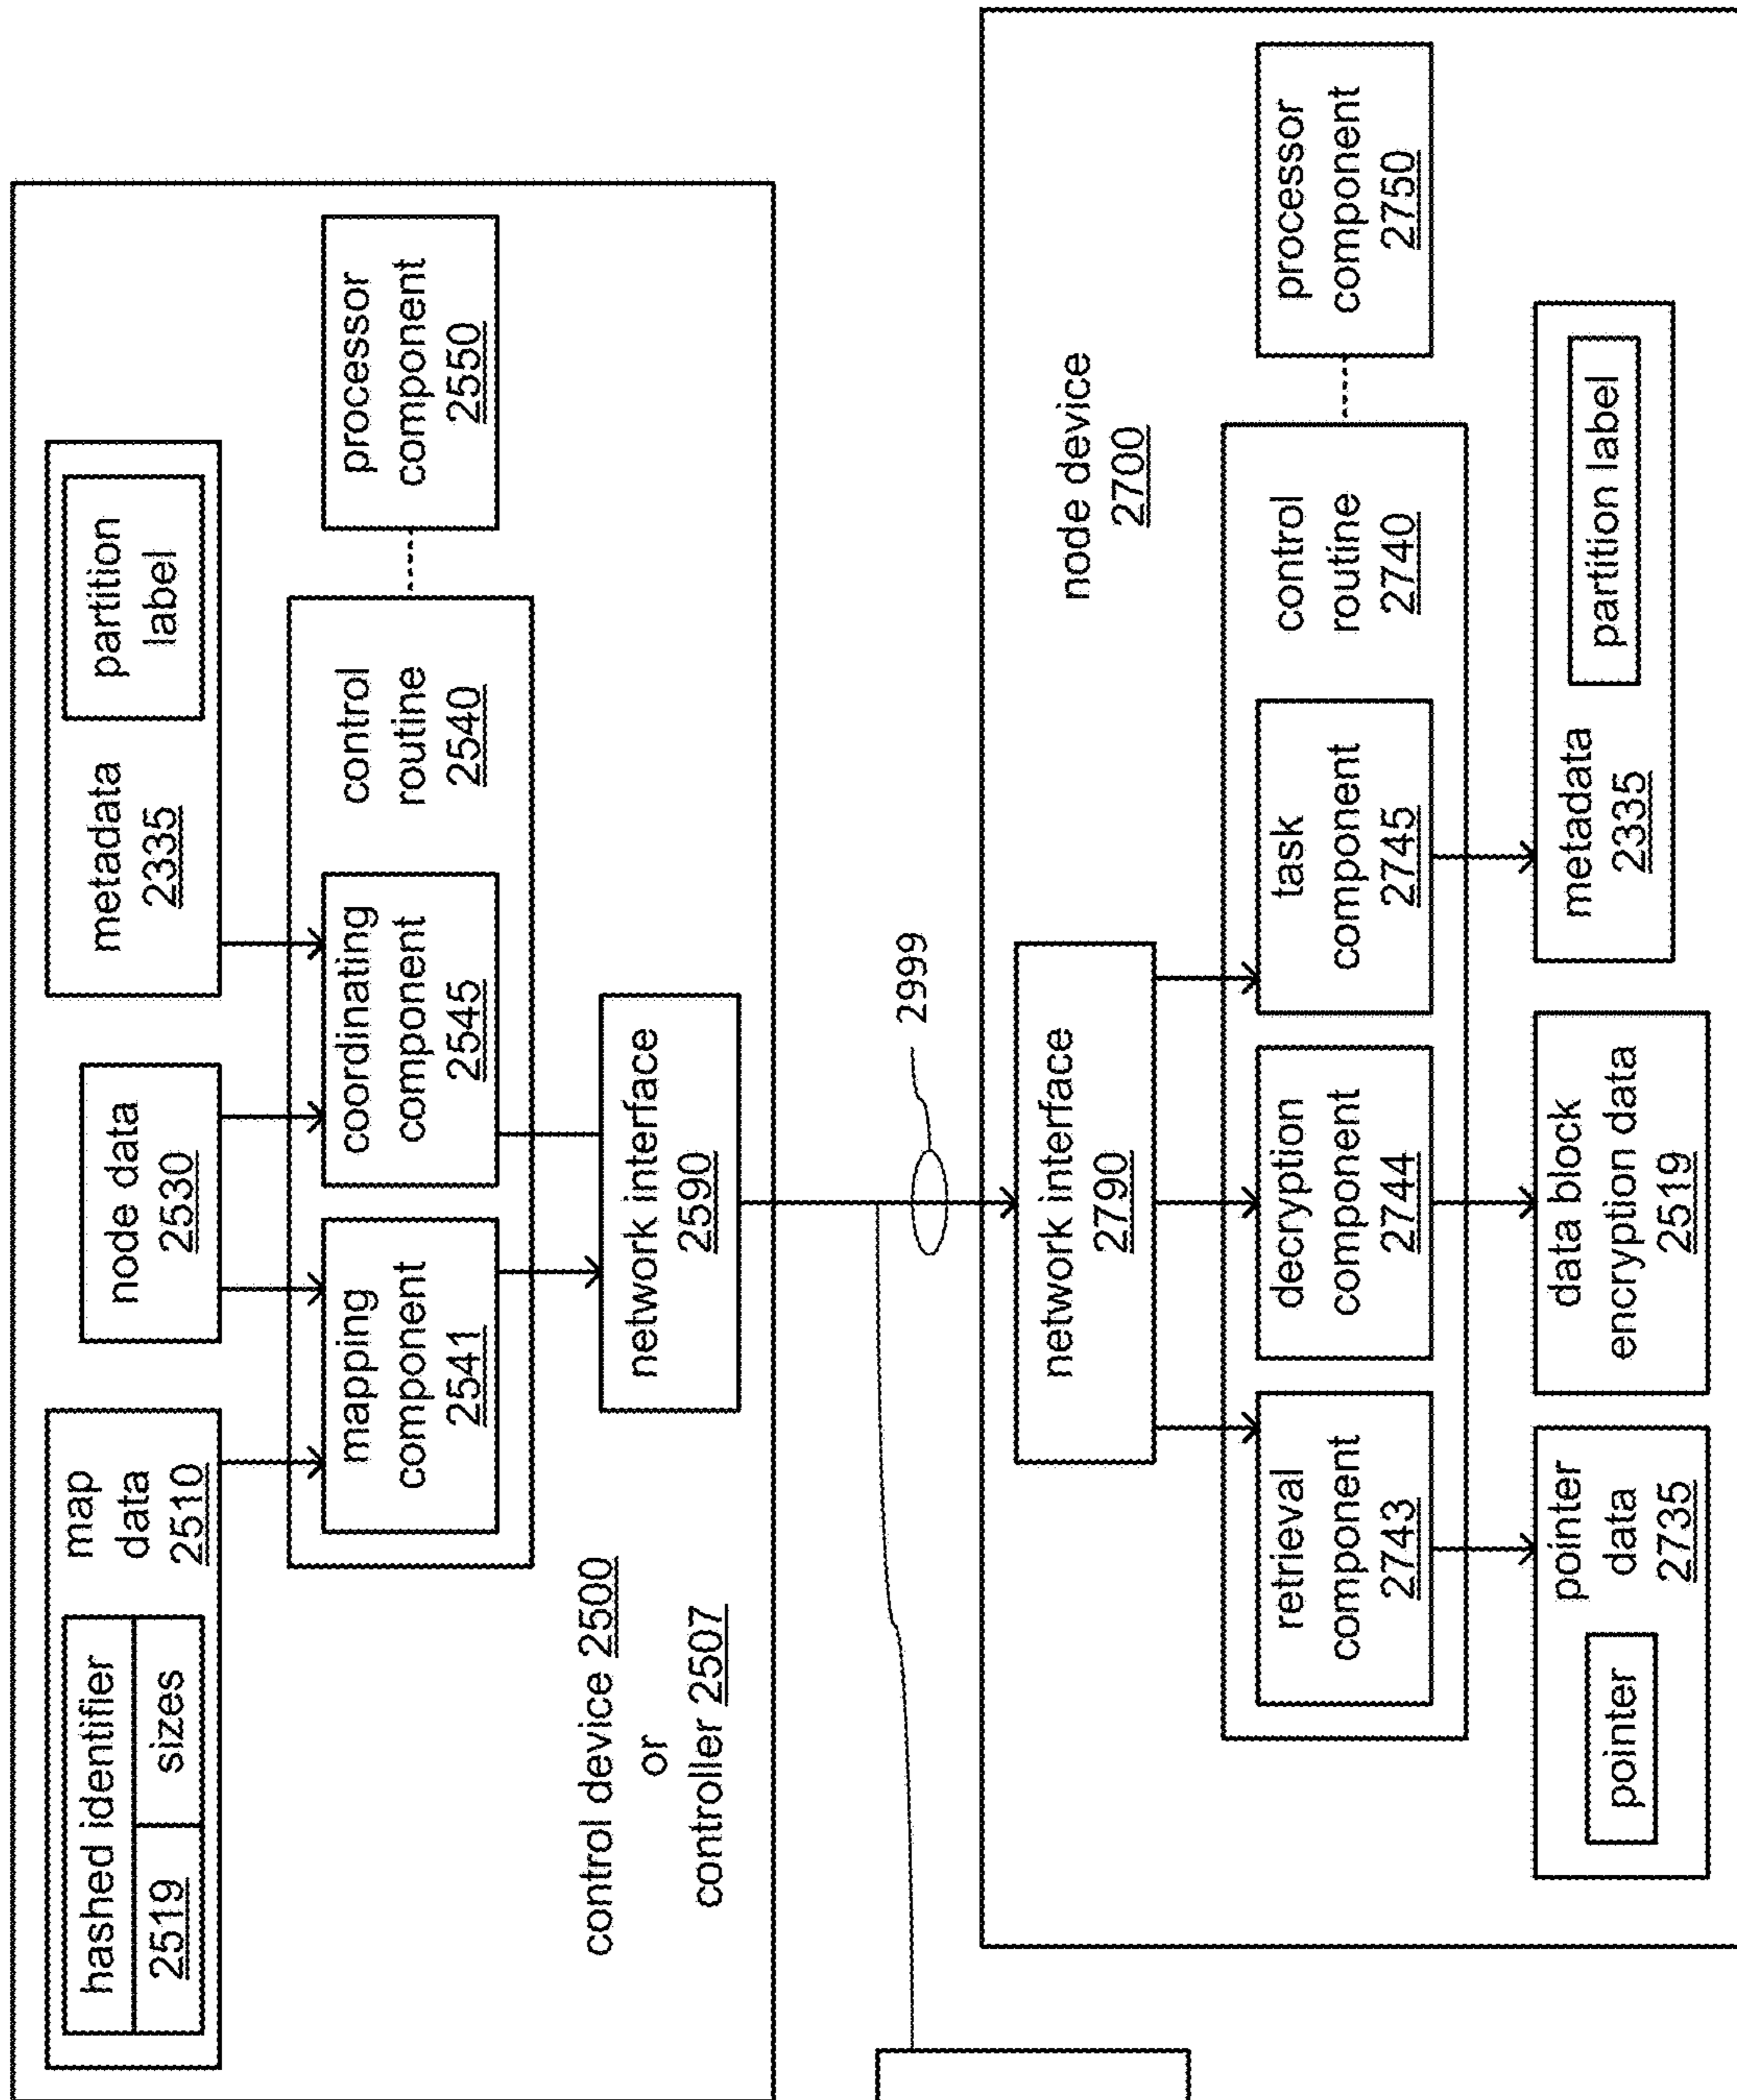 hashed identifier
2519
sizes
map
data
2510
node data
2530
metadata
2335
partition
label
mapping
component
2541
coordinating
component
2545
control
routine
2540
processor
component
2550
control device 2500
or
controller 2507
network interface
2590
2999
node device
2700
network interface
2790
retrieval
component
2743
decryption
component
2744
task
component
2745
control
routine
2740
processor
component
2750
pointer
pointer
data
2735
data block
encryption data
2519
metadata
2335
partition label